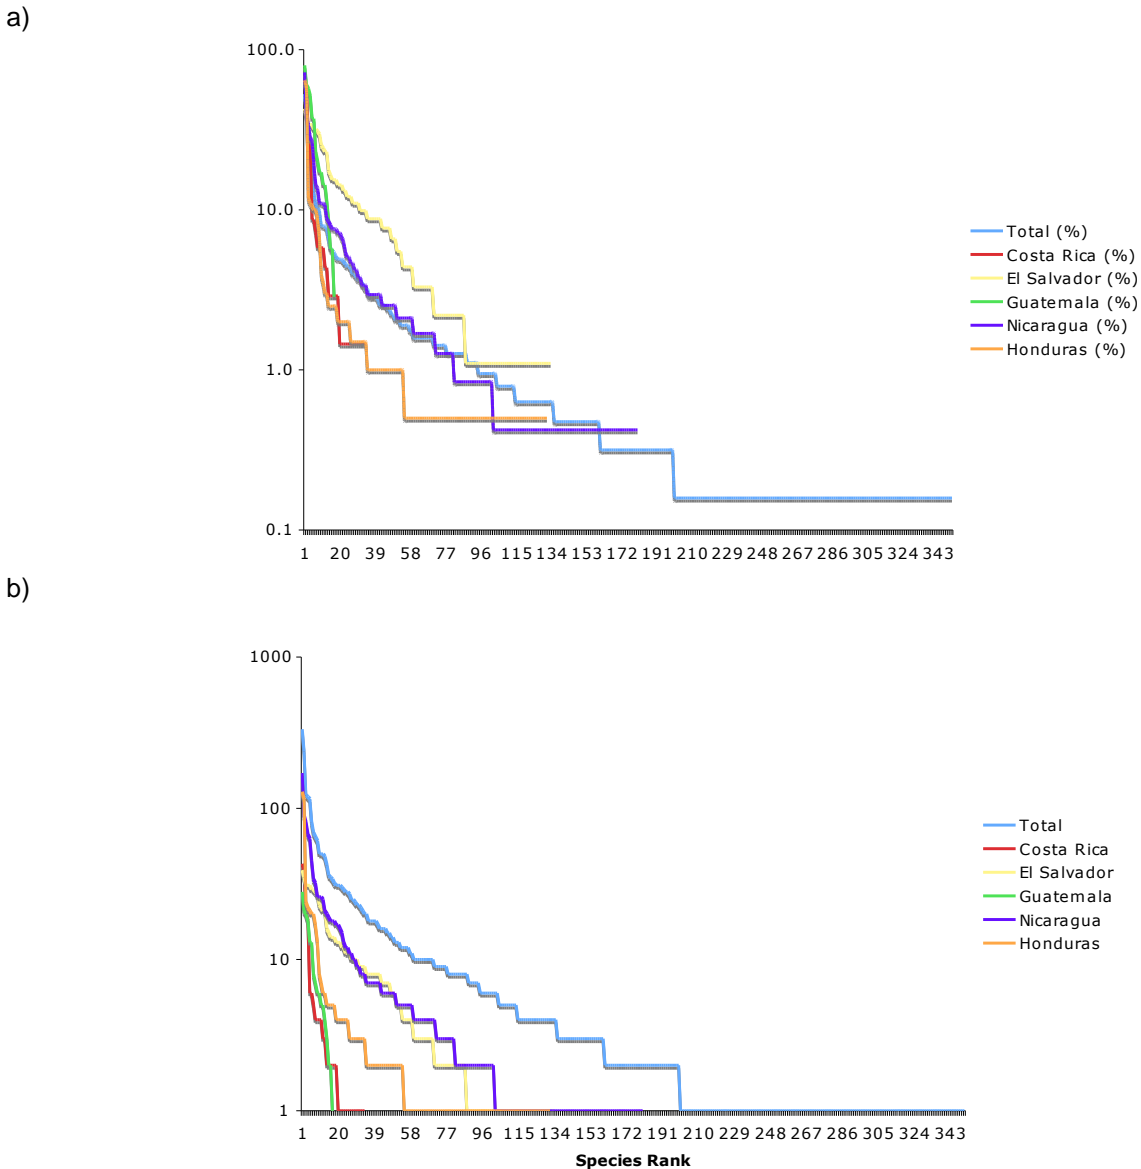 a)
100.0
10.0
1.0
0.1
1 20 39 58 77 96 115 134 153 172 191 210 229 248 267 286 305 324 343
Total (%)
Costa Rica (%)
El Salvador (%)
Guatemala (%)
Nicaragua (%)
Honduras (%)
b)
1000
100
10
1
1 20 39 58 77 96 115 134 153 172 191 210 229 248 267 286 305 324 343
Species Rank
Total
Costa Rica
El Salvador
Guatemala
Nicaragua
Honduras